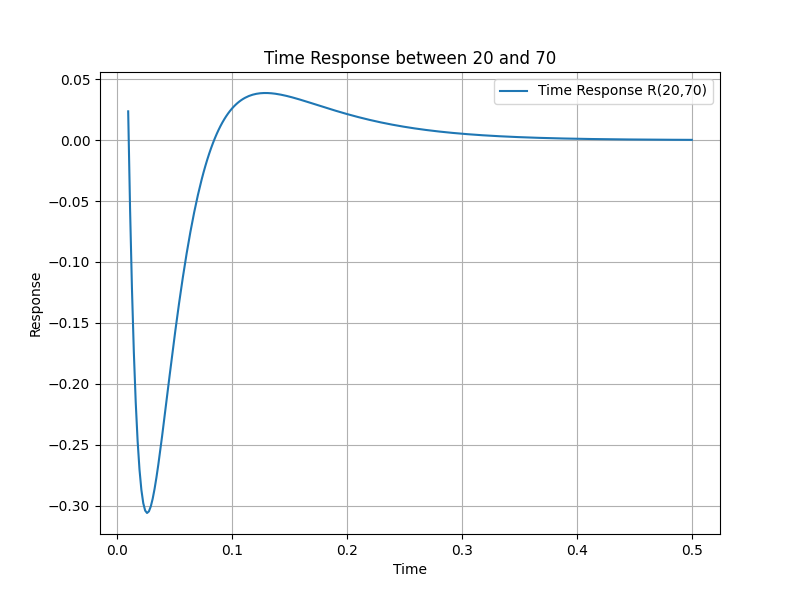 Time Response between 20 and 70
Time Response R(20,70)
0.05
0.00
−0.05
−0.10
−0.15
−0.20
−0.25
−0.30
Response
0.0 0.1 0.2 0.3 0.4 0.5
Time